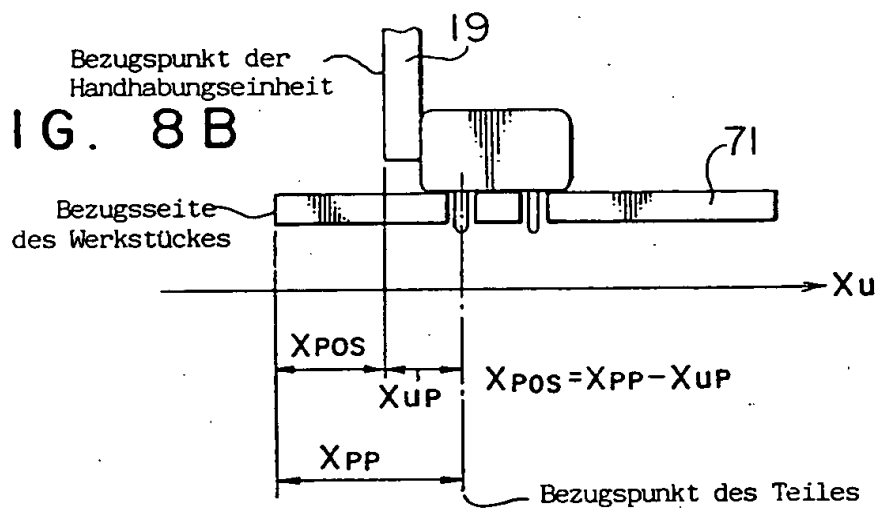 19
Bezugspunkt der
Handhabungseinheit
IG. 8B
71
Bezugsseite
des Werkstückes
Xu
XPOS
XuP
XPOS=XPP-XuP
XPP
Bezugspunkt des Teiles